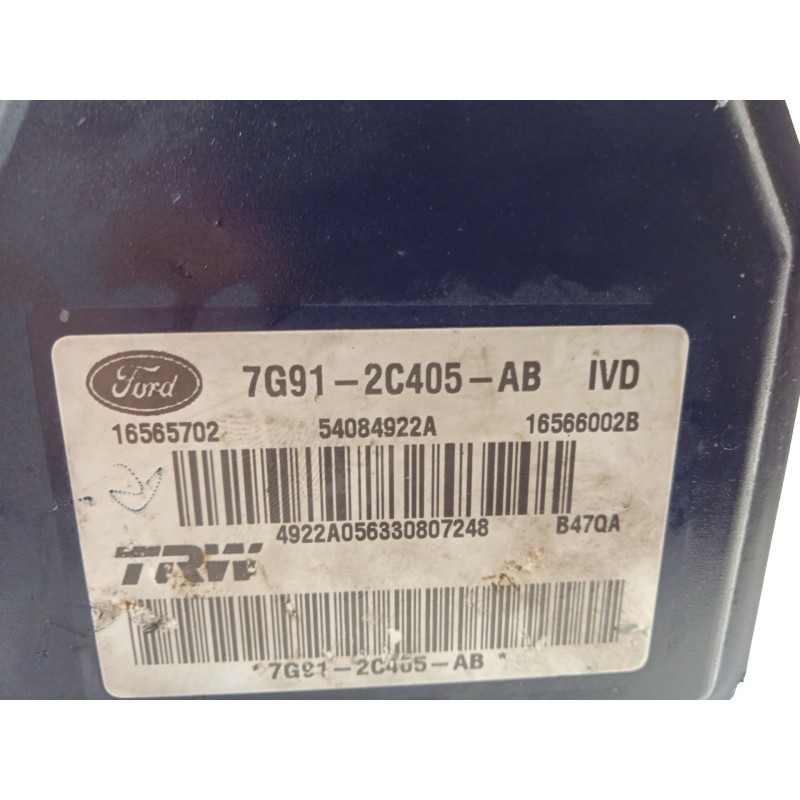 Ford 7G91-2C405-AB IVD
16565702 54084922A 16566002B
4922A056330807248 B47QA
TRW
*7G91-2C405-AB*